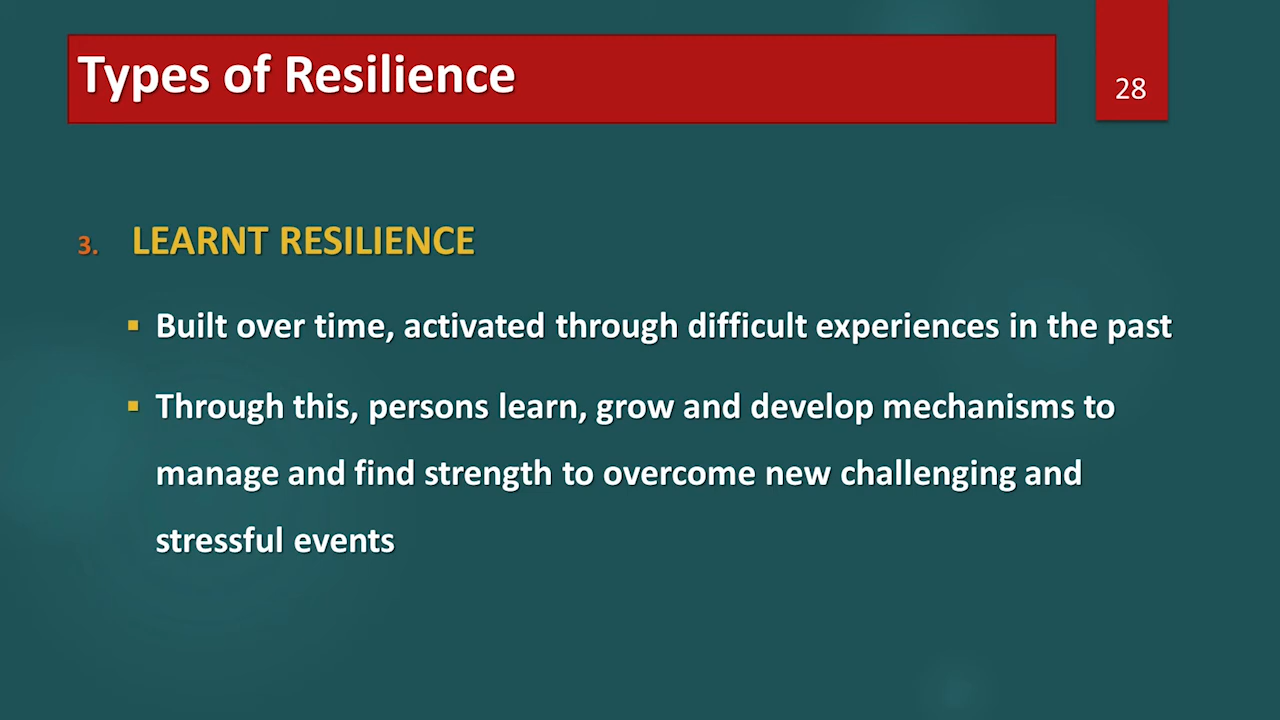 Types of Resilience
28
3. LEARNT RESILIENCE
▪ Built over time, activated through difficult experiences in the past
▪ Through this, persons learn, grow and develop mechanisms to
manage and find strength to overcome new challenging and
stressful events